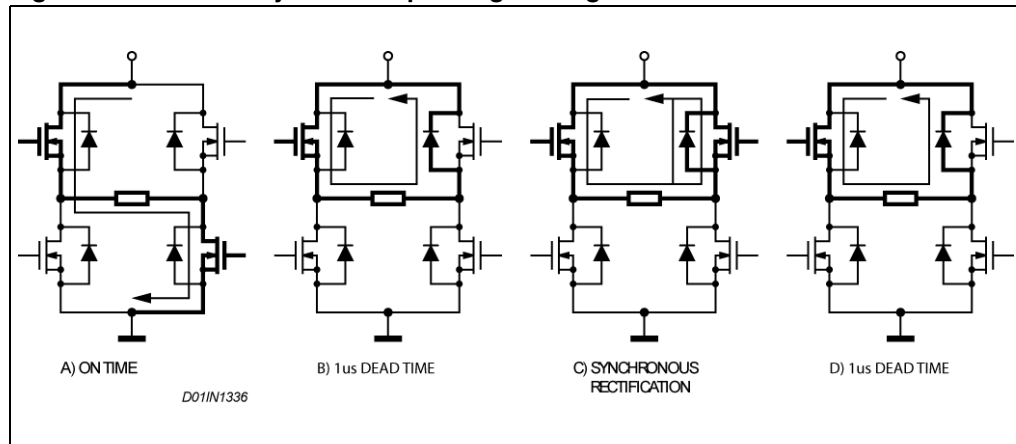 A) ON TIME
B) 1us DEAD TIME
C) SYNCHRONOUS
RECTIFICATION
D) 1us DEAD TIME
D01IN1336